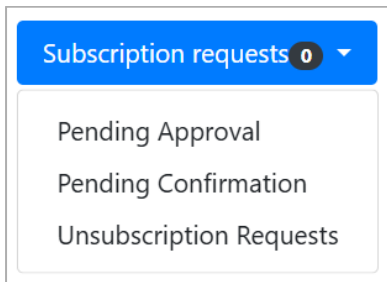 Subscription requests 0
Pending Approval
Pending Confirmation
Unsubscription Requests